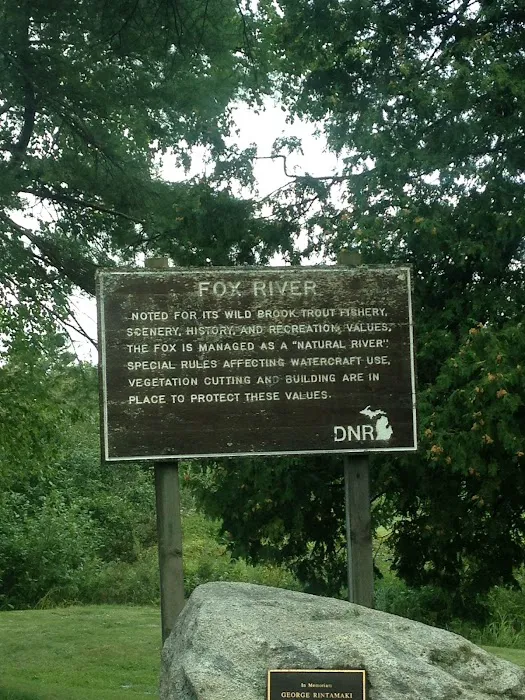 FOX RIVER
NOTED FOR ITS WILD BROOK TROUT FISHERY,
SCENERY, HISTORY, AND RECREATION VALUES,
THE FOX IS MANAGED AS A "NATURAL RIVER".
SPECIAL RULES AFFECTING WATERCRAFT USE,
VEGETATION CUTTING AND BUILDING ARE IN
PLACE TO PROTECT THESE VALUES.
DNR
In Memoriam
GEORGE RINTAMAKI